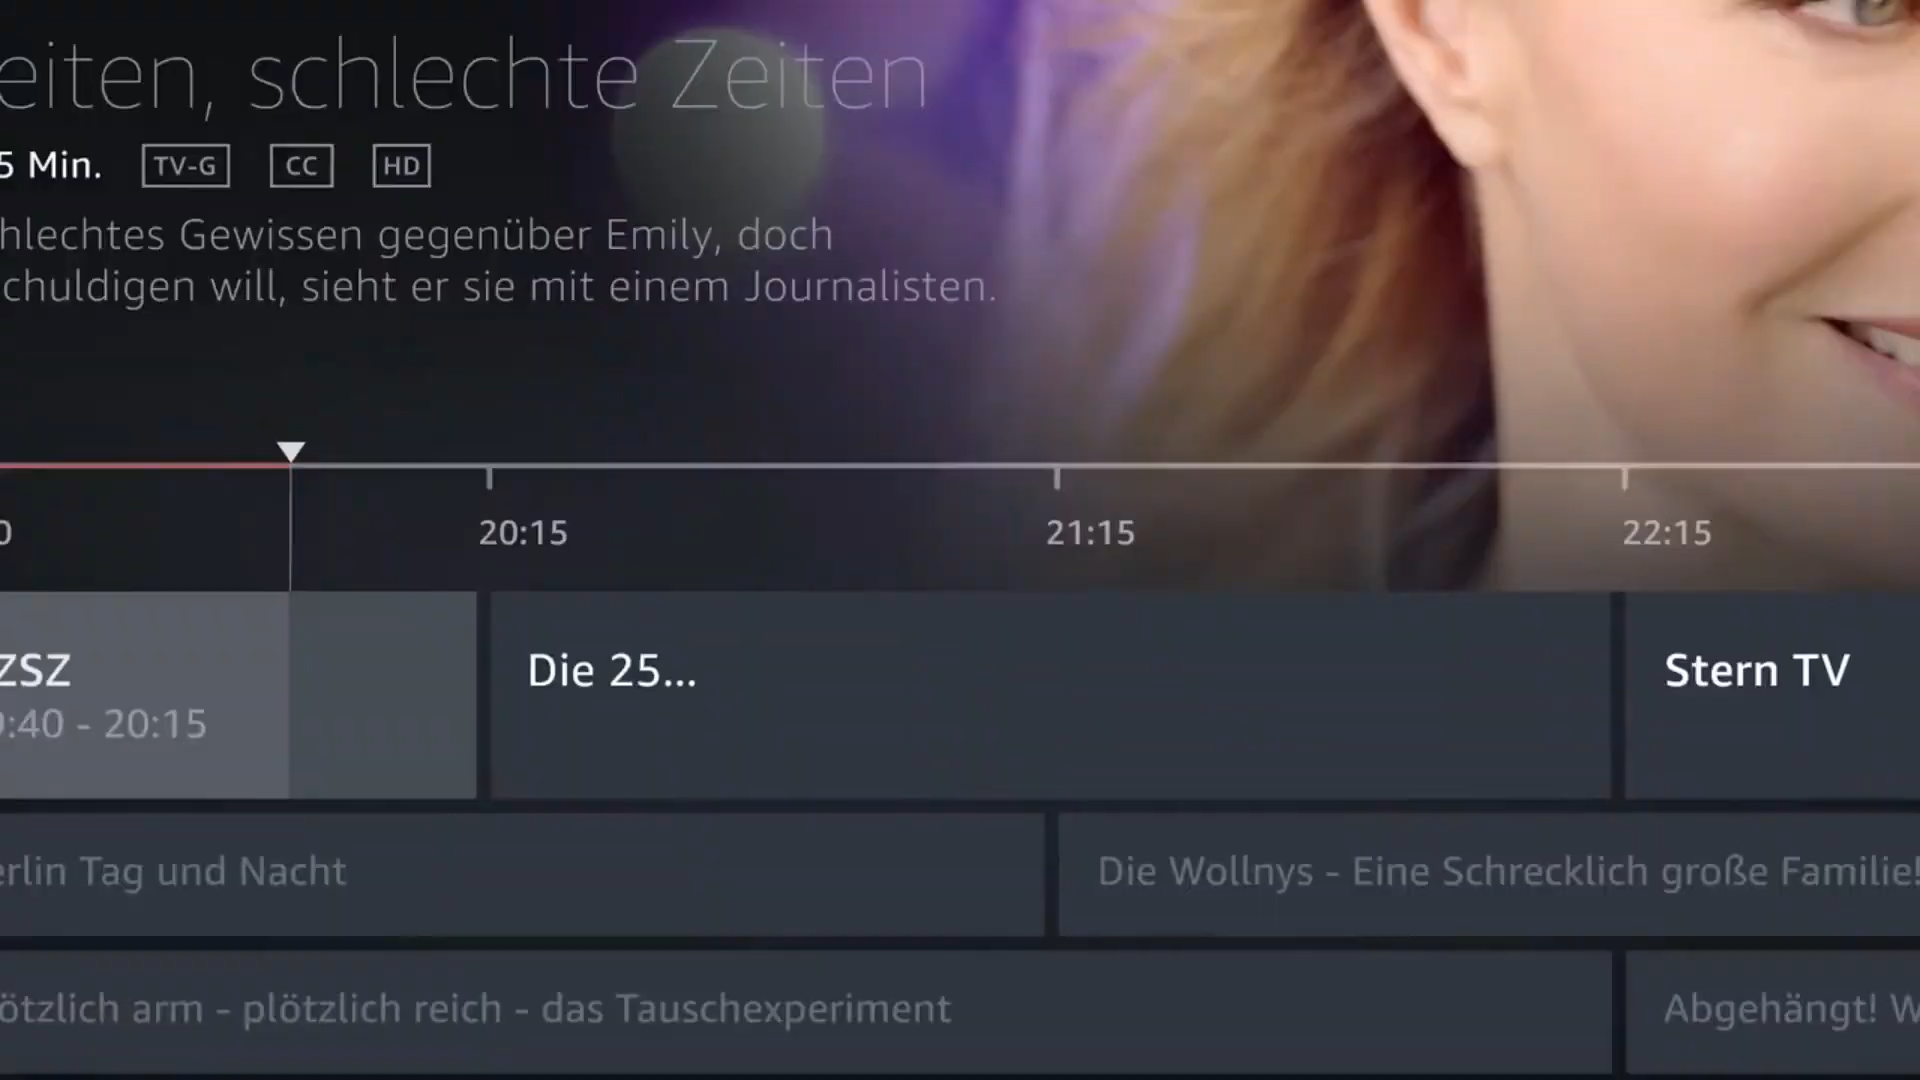 eiten, schlechte Zeiten
5 Min. TV-G CC HD
hlechtes Gewissen gegenüber Emily, doch
chuldigen will, sieht er sie mit einem Journalisten.
0 20:15 21:15 22:15
ZSZ Die 25... Stern TV
:40 - 20:15
erlin Tag und Nacht Die Wollnys - Eine Schrecklich große Familie!
ötzlich arm - plötzlich reich - das Tauschexperiment Abgehängt! W